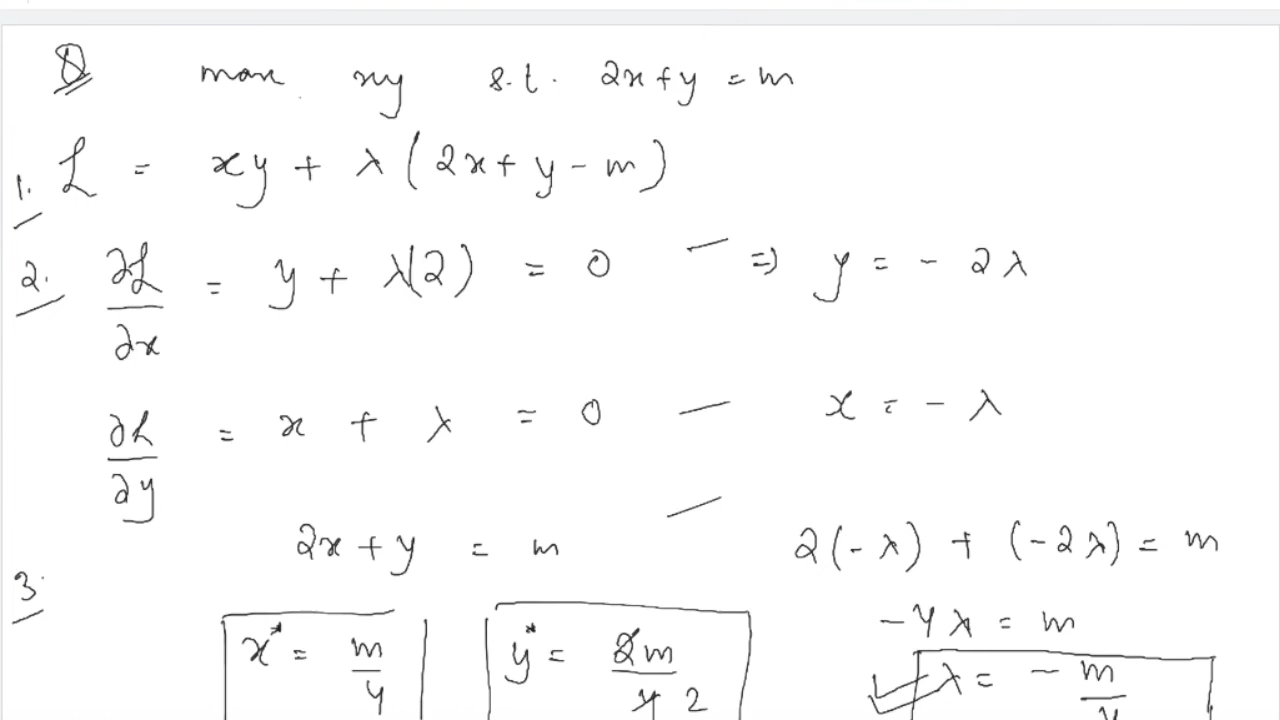 Q max xy s.t. 2x+y = m
1. L = xy + λ(2x+y-m)
2. ∂L/∂x = y + λ(2) = 0 — ⇒ y = - 2λ
∂L/∂y = x + λ = 0 — x = - λ
2x+y = m — 2(-λ) + (-2λ) = m
3.
-4λ = m
x* = m/4 y* = 2m/4 2 λ = - m/4